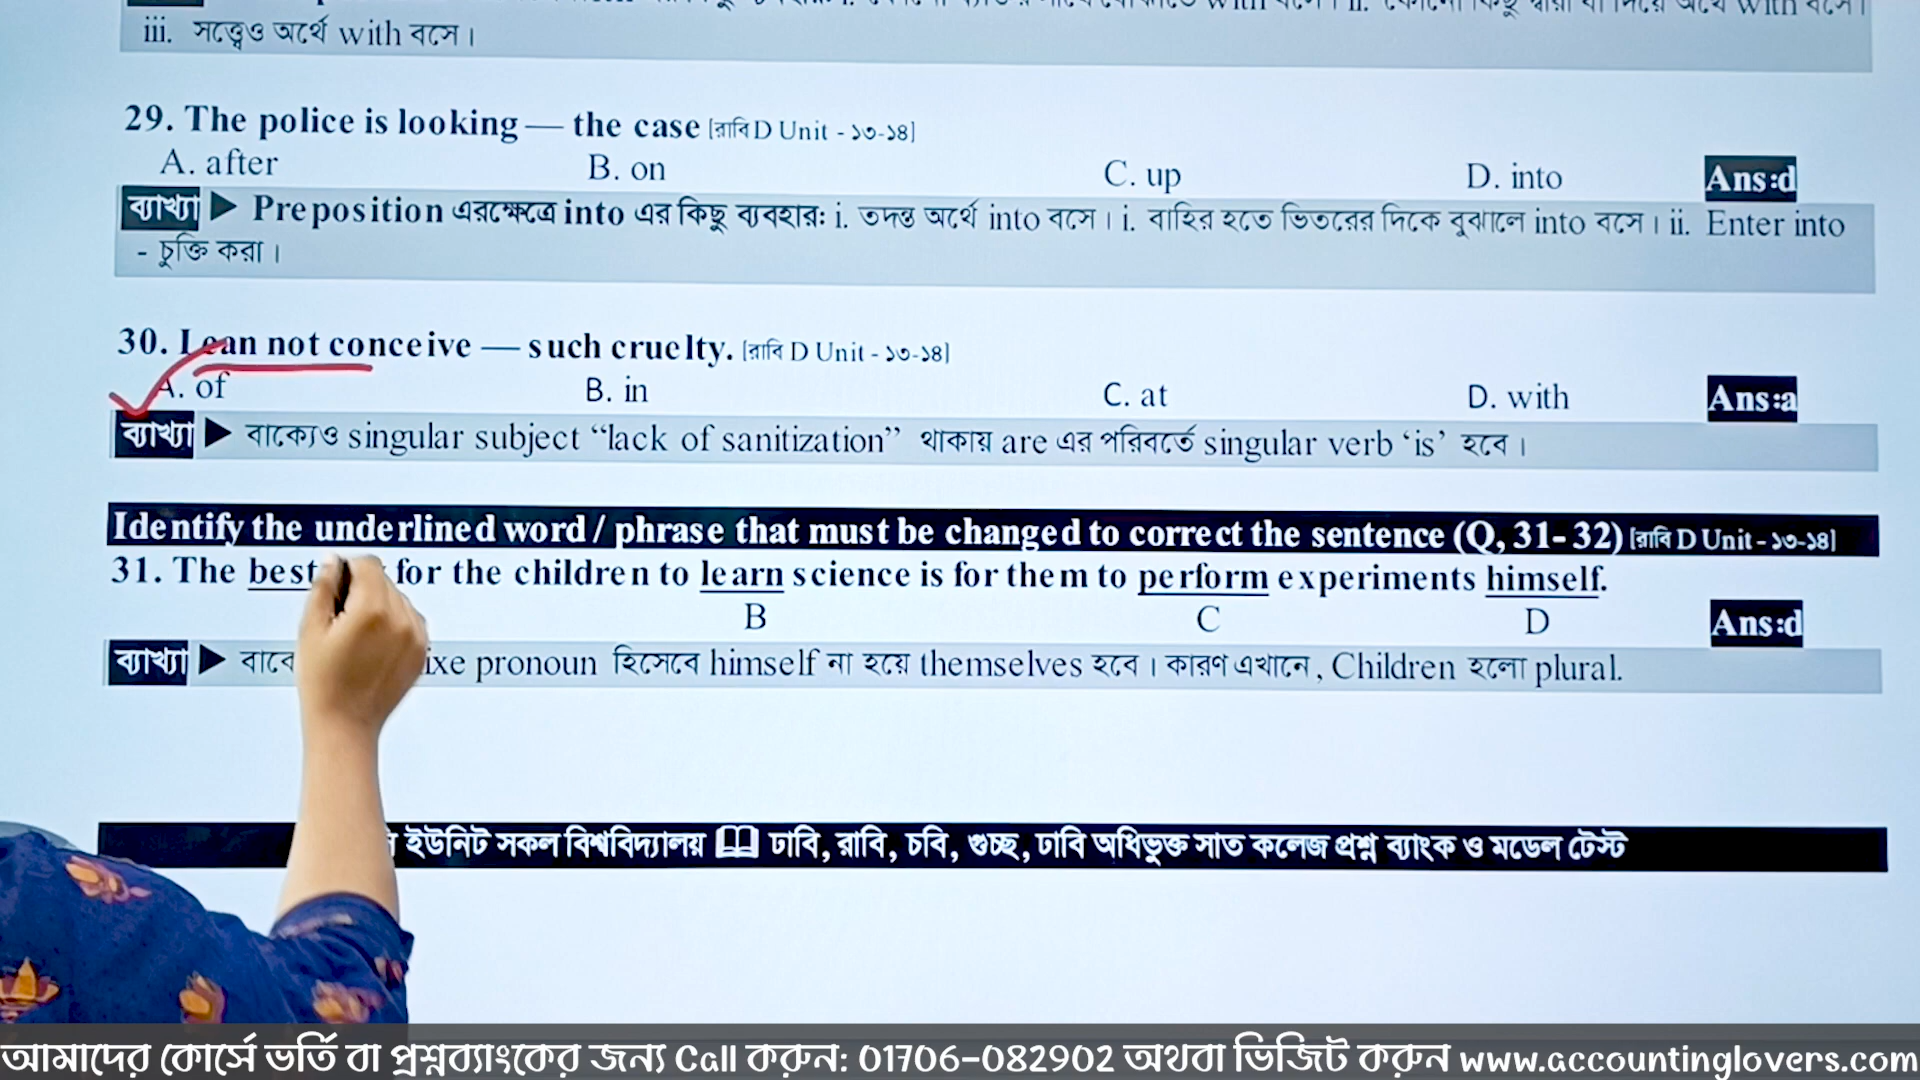 iii. সত্ত্বেও অর্থে with বসে।
29. The police is looking — the case [রাবি D Unit - ১৩-১৪]
A. after B. on C. up D. into Ans:d
ব্যাখ্যা ▶ Preposition এরক্ষেত্রে into এর কিছু ব্যবহার: i. তদন্ত অর্থে into বসে। i. বাহির হতে ভিতরের দিকে বুঝালে into বসে। ii. Enter into
- চুক্তি করা।
30. I can not conceive — such cruelty. [রাবি D Unit - ১৩-১৪]
A. of B. in C. at D. with Ans:a
ব্যাখ্যা ▶ বাক্যেও singular subject “lack of sanitization” থাকায় are এর পরিবর্তে singular verb ‘is’ হবে।
Identify the underlined word / phrase that must be changed to correct the sentence (Q, 31- 32) [রাবি D Unit - ১৩-১৪]
31. The best for the children to learn science is for them to perform experiments himself.
B C D Ans:d
ব্যাখ্যা ▶ pronoun হিসেবে himself না হয়ে themselves হবে। কারণ এখানে, Children হলো plural.
ইউনিট সকল বিশ্ববিদ্যালয় 🕮 ঢাবি, রাবি, চবি, গুচ্ছ, ঢাবি অধিভুক্ত সাত কলেজ প্রশ্ন ব্যাংক ও মডেল টেস্ট
আমাদের কোর্সে ভর্তি বা প্রশ্নব্যাংকের জন্য Call করুন: 01706-082902 অথবা ভিজিট করুন www.accountinglovers.com